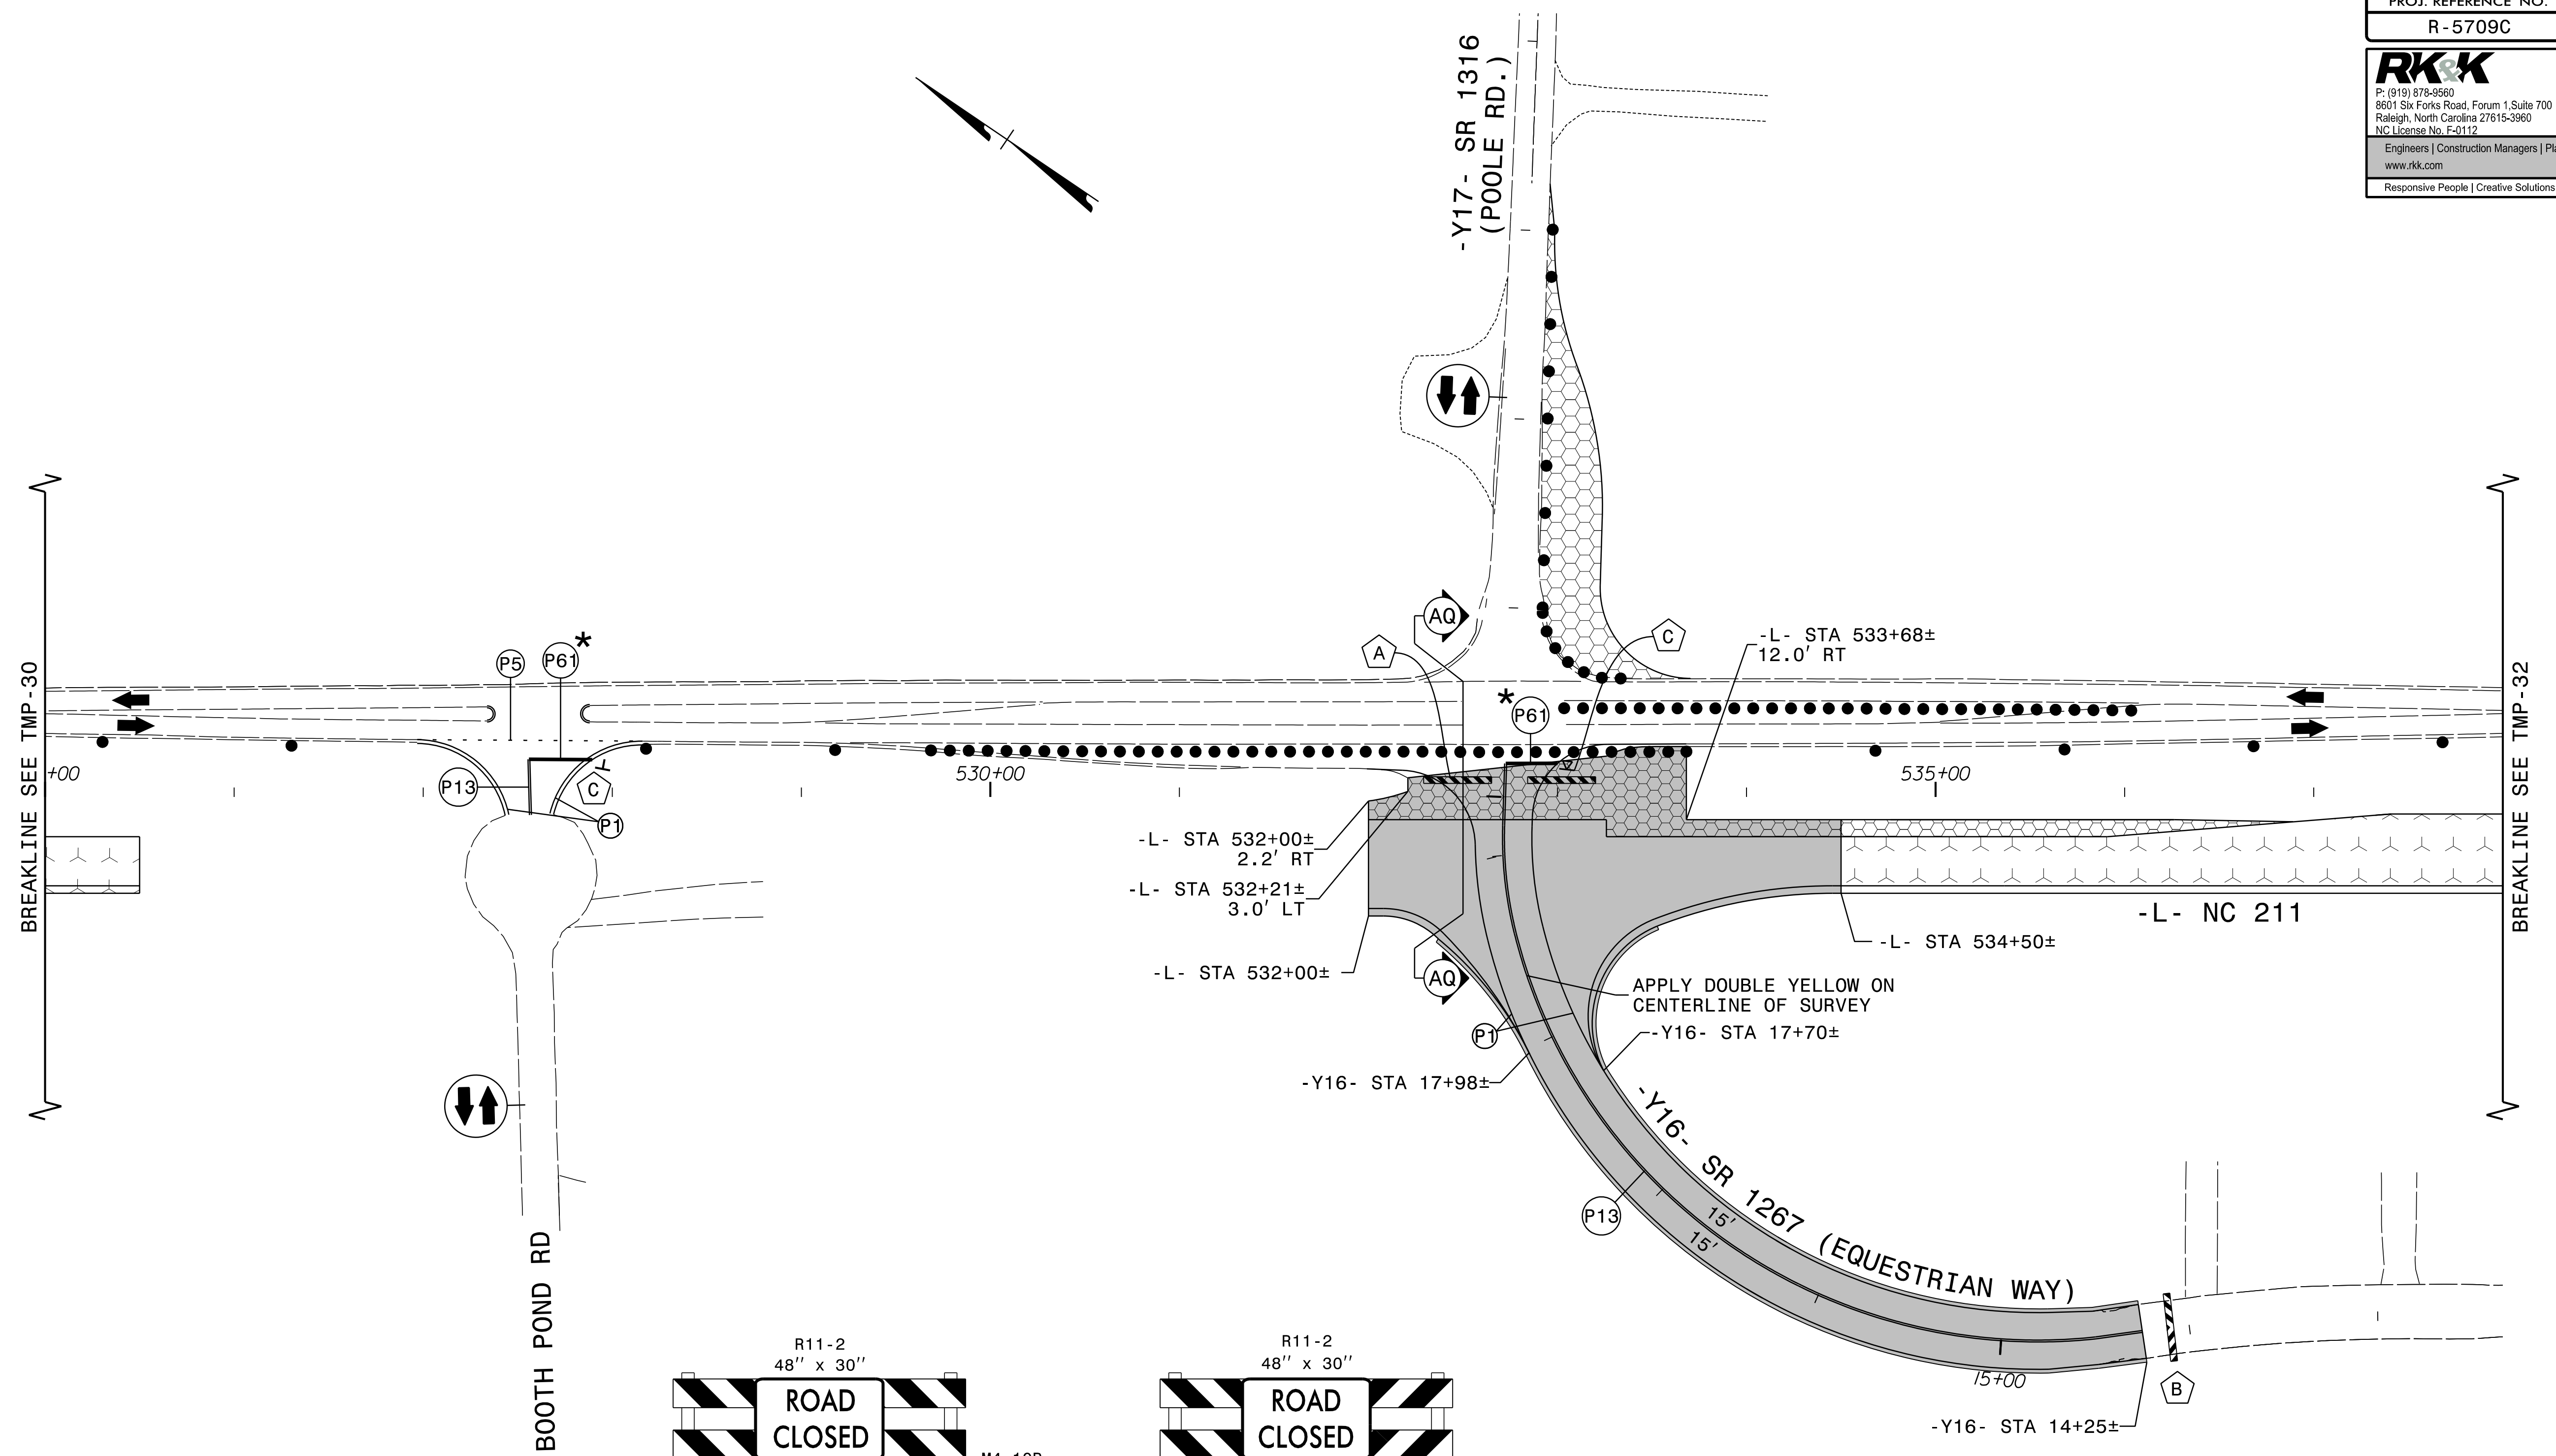 PROJ. REFERENCE NO.
R-5709C
RK&K
P: (919) 878-9560
8601 Six Forks Road, Forum 1, Suite 700
Raleigh, North Carolina 27615-3960
NC License No. F-0112
Engineers | Construction Managers |
www.rkk.com
Responsive People | Creative Solutions
-Y17- SR 1316
(POOLE RD.)
BREAKLINE SEE TMP-30
BREAKLINE SEE TMP-32
AQ
A
C
-L- STA 533+68±
12.0' RT
P5
P61
*
*
P61
+00
530+00
535+00
P13
C
P1
-L- STA 532+00±
2.2' RT
-L- STA 532+21±
3.0' LT
-L- NC 211
-L- STA 534+50±
-L- STA 532+00±
AQ
APPLY DOUBLE YELLOW ON
CENTERLINE OF SURVEY
P1
-Y16- STA 17+70±
-Y16- STA 17+98±
-Y16- SR 1267 (EQUESTRIAN WAY)
P13
15'
15'
BOOTH POND RD
15+00
B
-Y16- STA 14+25±
R11-2
48" x 30"
ROAD
CLOSED
R11-2
48" x 30"
ROAD
CLOSED